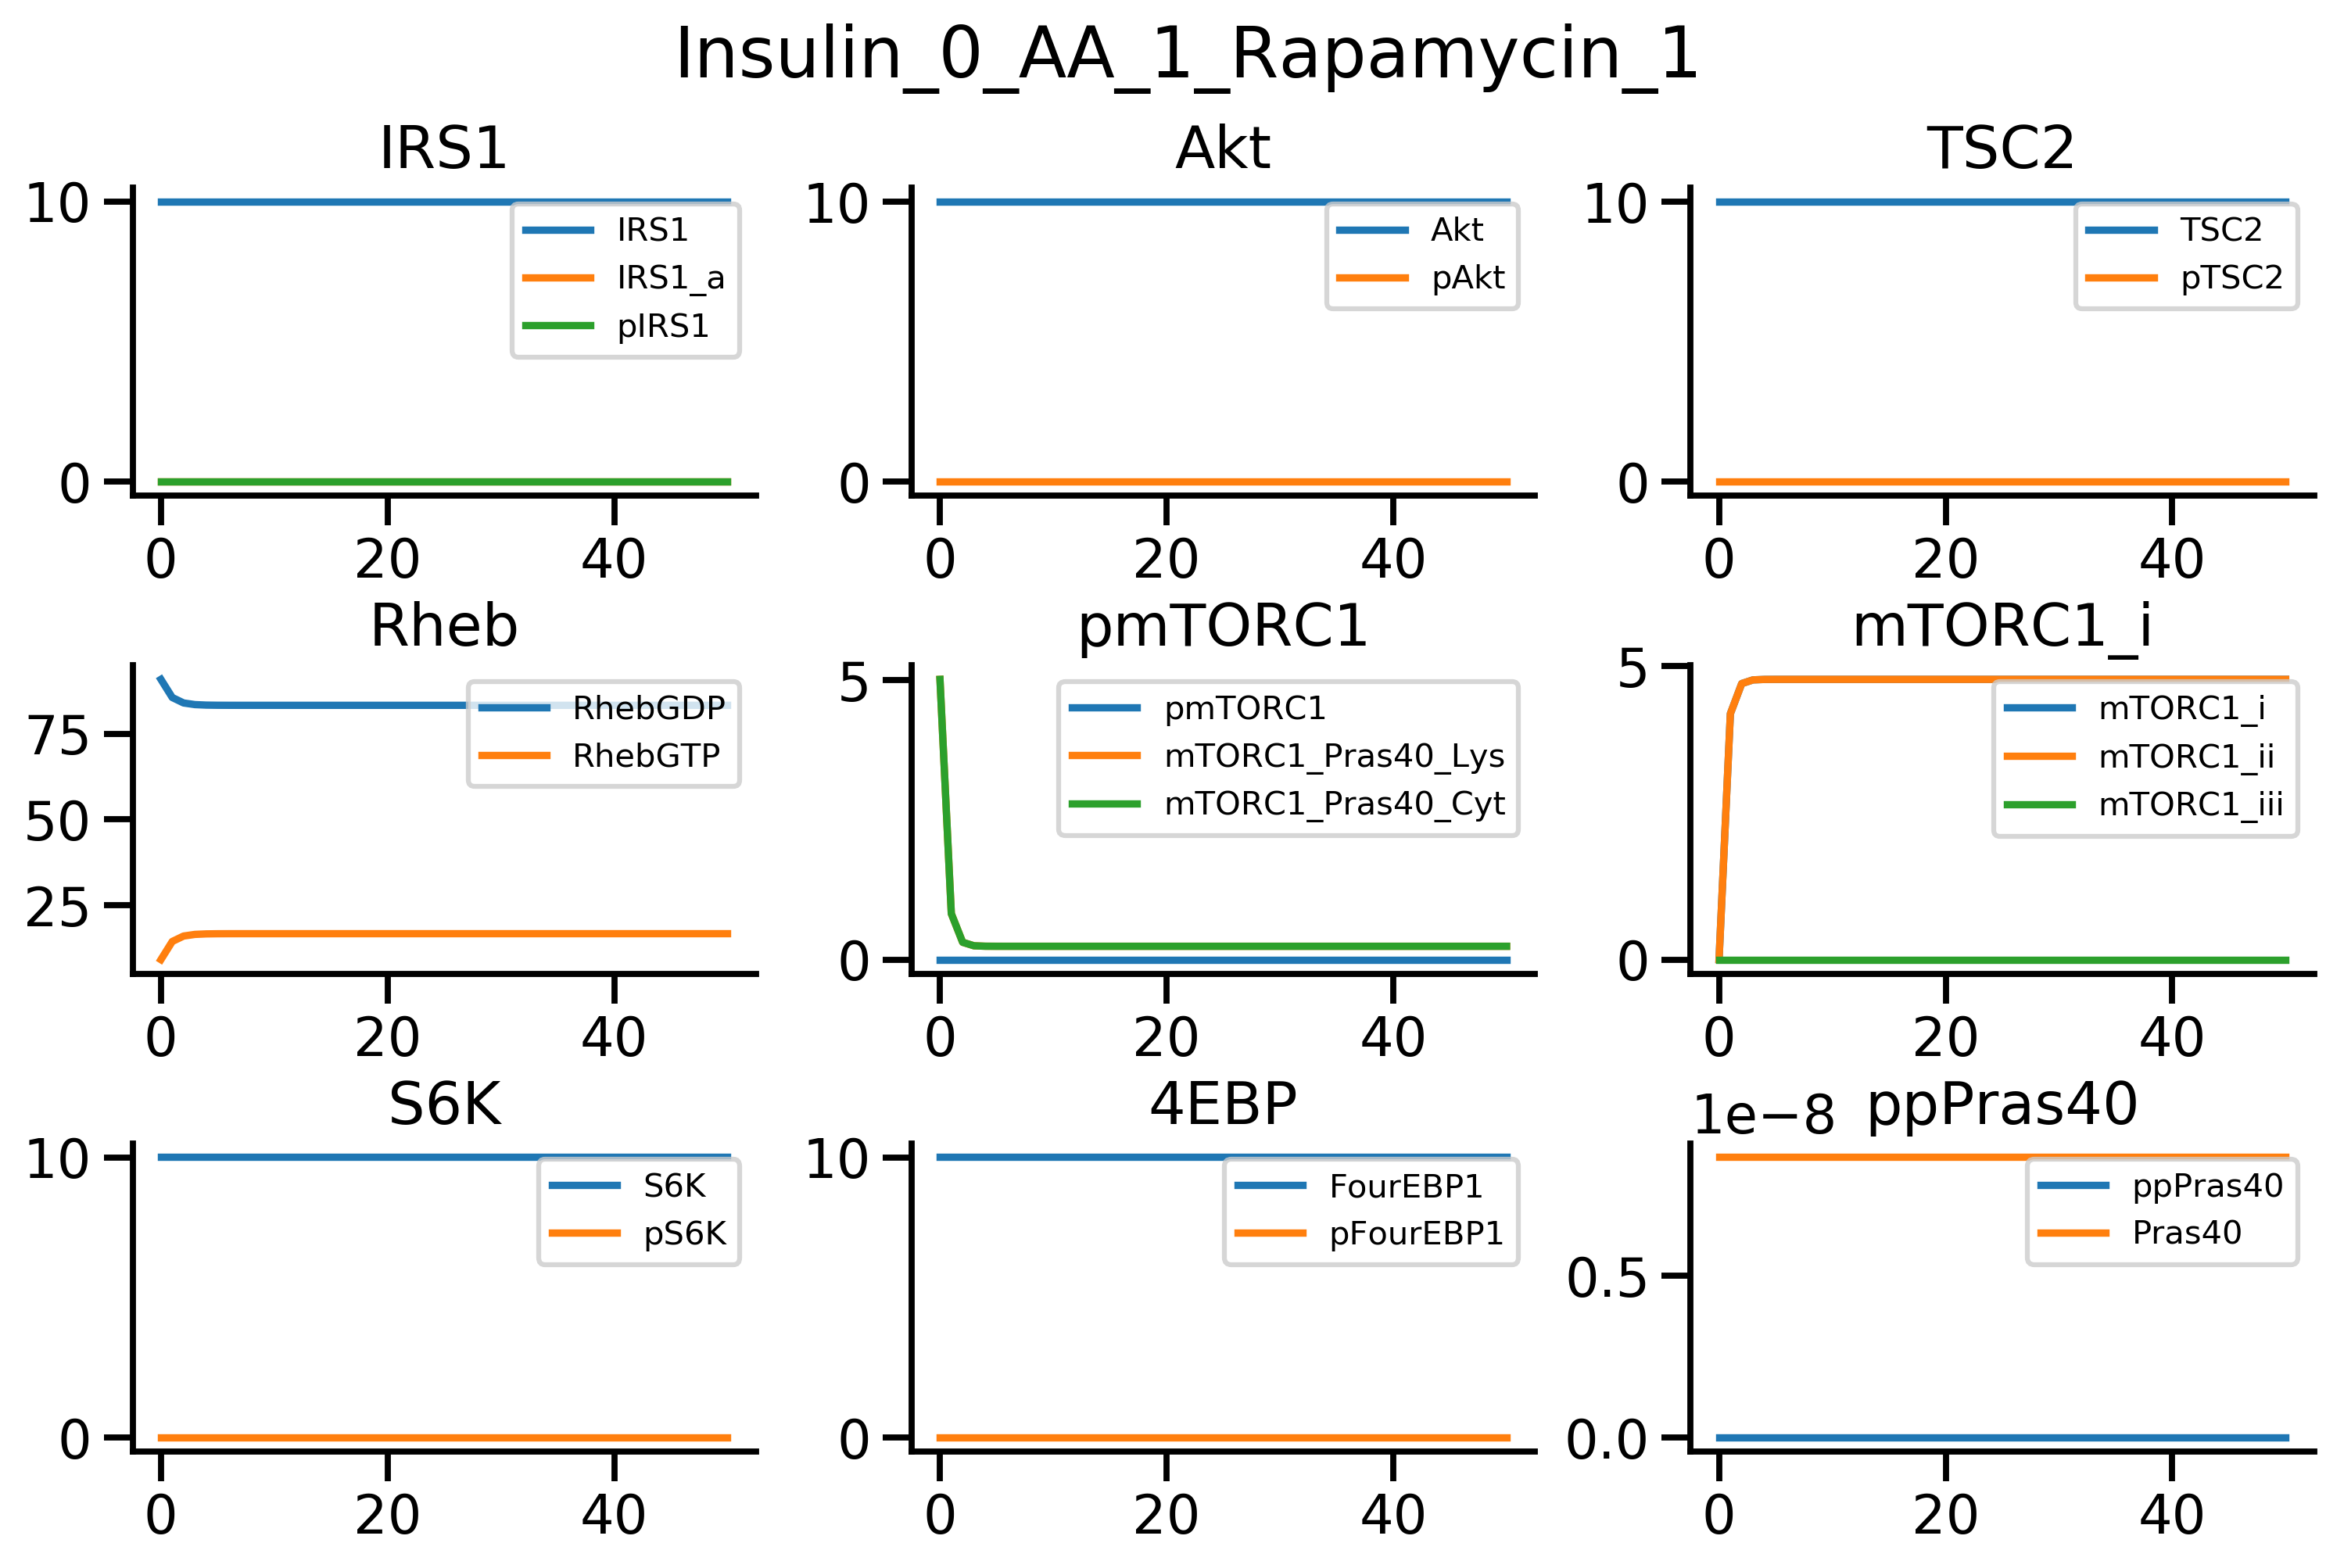 Insulin_0_AA_1_Rapamycin_1
IRS1
10
0
0 20 40
IRS1
IRS1_a
pIRS1
Akt
10
0
0 20 40
Akt
pAkt
TSC2
10
0
0 20 40
TSC2
pTSC2
Rheb
75
50
25
0 20 40
RhebGDP
RhebGTP
pmTORC1
5
0
0 20 40
pmTORC1
mTORC1_Pras40_Lys
mTORC1_Pras40_Cyt
mTORC1_i
5
0
0 20 40
mTORC1_i
mTORC1_ii
mTORC1_iii
S6K
10
0
0 20 40
S6K
pS6K
4EBP
10
0
0 20 40
FourEBP1
pFourEBP1
1e−8 ppPras40
0.5
0.0
0 20 40
ppPras40
Pras40